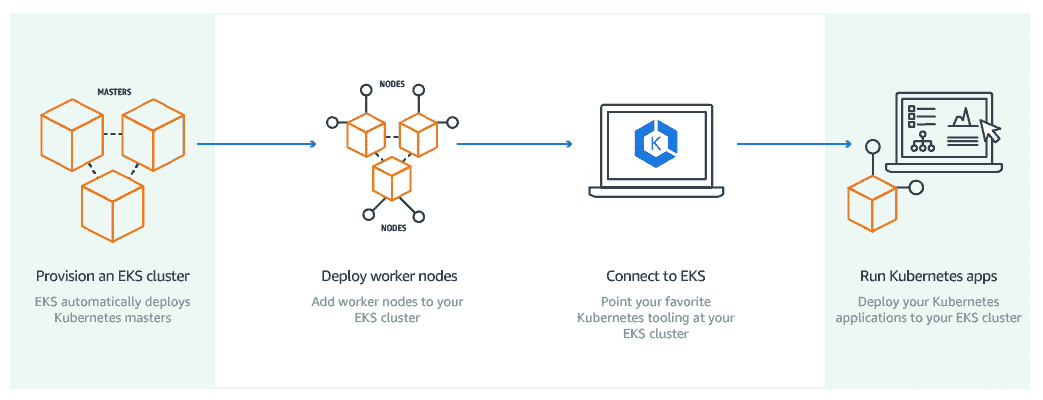 MASTERS
Provision an EKS cluster
EKS automatically deploys
Kubernetes masters
NODES
NODES
Deploy worker nodes
Add worker nodes to your
EKS cluster
K
Connect to EKS
Point your favorite
Kubernetes tooling at your
EKS cluster
Run Kubernetes apps
Deploy your Kubernetes
applications to your EKS cluster